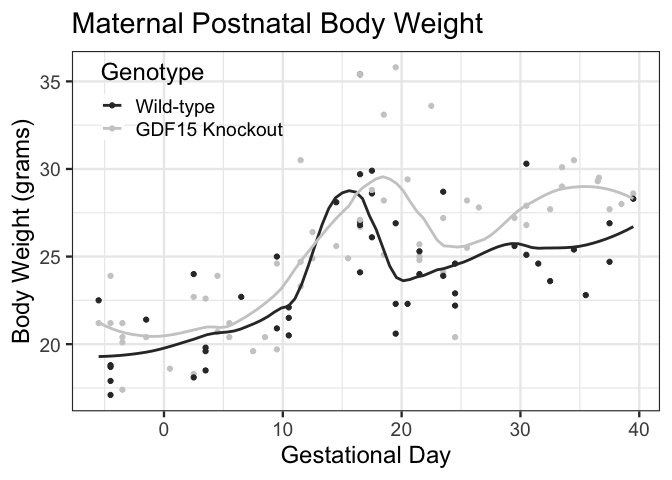 Maternal Postnatal Body Weight
Body Weight (grams)
35
30
25
20
Genotype
Wild-type
GDF15 Knockout
0
10
20
30
40
Gestational Day